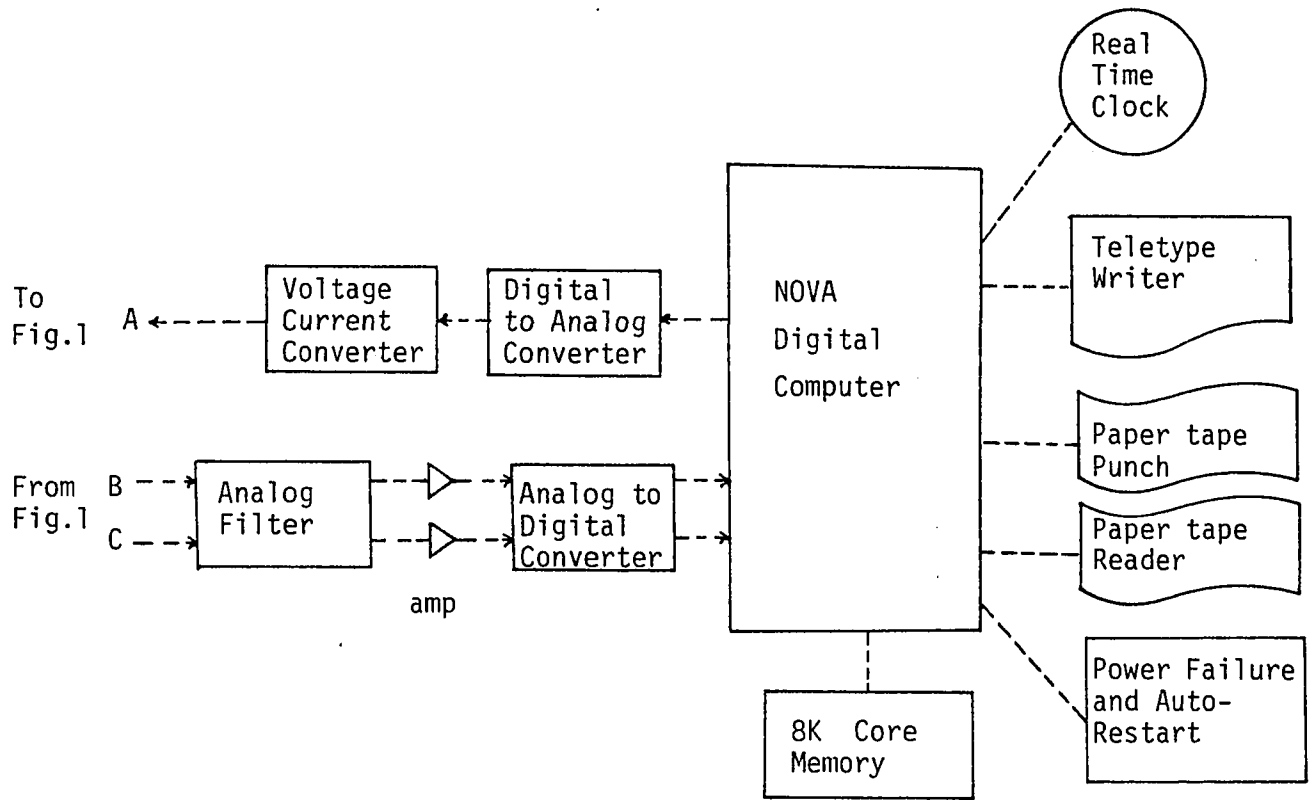 Real
Time
Clock
Teletype
Writer
NOVA
Digital
Computer
Voltage
Current
Converter
Digital
to Analog
Converter
To
Fig.1
A
Paper tape
Punch
From
Fig.1
B
C
Analog
Filter
Analog to
Digital
Converter
amp
Paper tape
Reader
Power Failure
and Auto-
Restart
8K Core
Memory